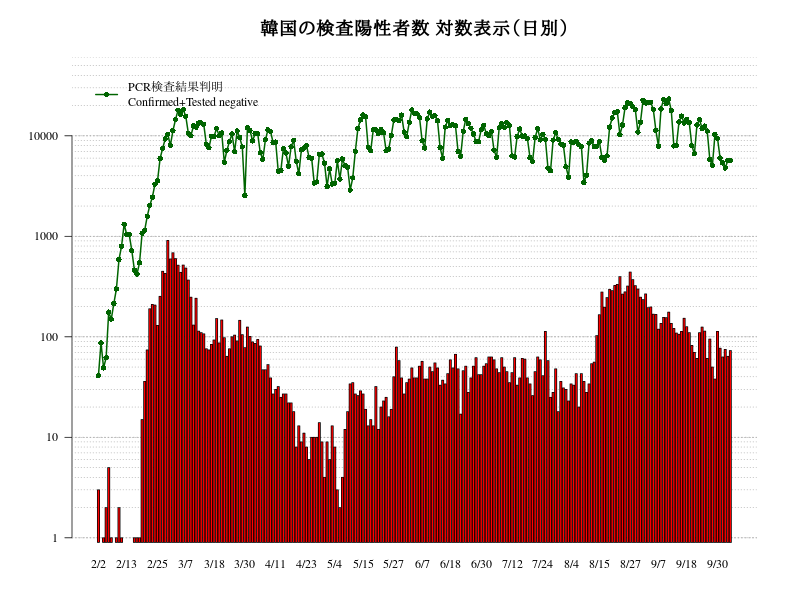 韓国の検査陽性者数 対数表示（日別）
PCR検査結果判明
Confirmed+Tested negative
10000
1000
100
10
1
2/2 2/13 2/25 3/7 3/18 3/30 4/11 4/23 5/4 5/15 5/27 6/7 6/18 6/30 7/12 7/24 8/4 8/15 8/27 9/7 9/18 9/30